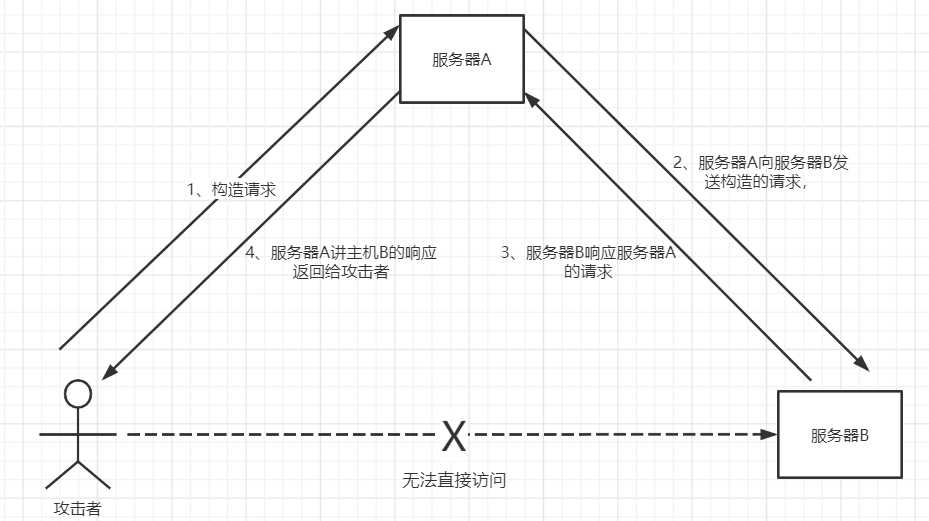 服务器A
1、构造请求
2、服务器A向服务器B发
送构造的请求，
4、服务器A讲主机B的响应
返回给攻击者
3、服务器B响应服务器A
的请求
X
服务器B
无法直接访问
攻击者